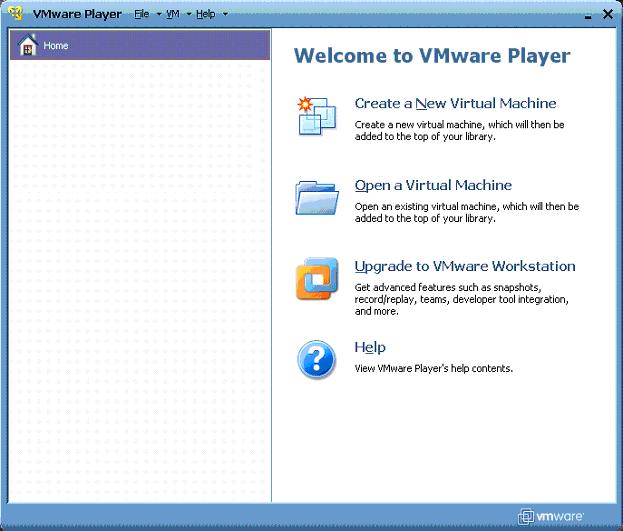 VMware Player File VM Help
Home
Welcome to VMware Player
Create a New Virtual Machine
Create a new virtual machine, which will then be
added to the top of your library.
Open a Virtual Machine
Open an existing virtual machine, which will then be
added to the top of your library.
Upgrade to VMware Workstation
Get advanced features such as snapshots,
record/replay, teams, developer tool integration,
and more.
Help
View VMware Player's help contents.
vmware